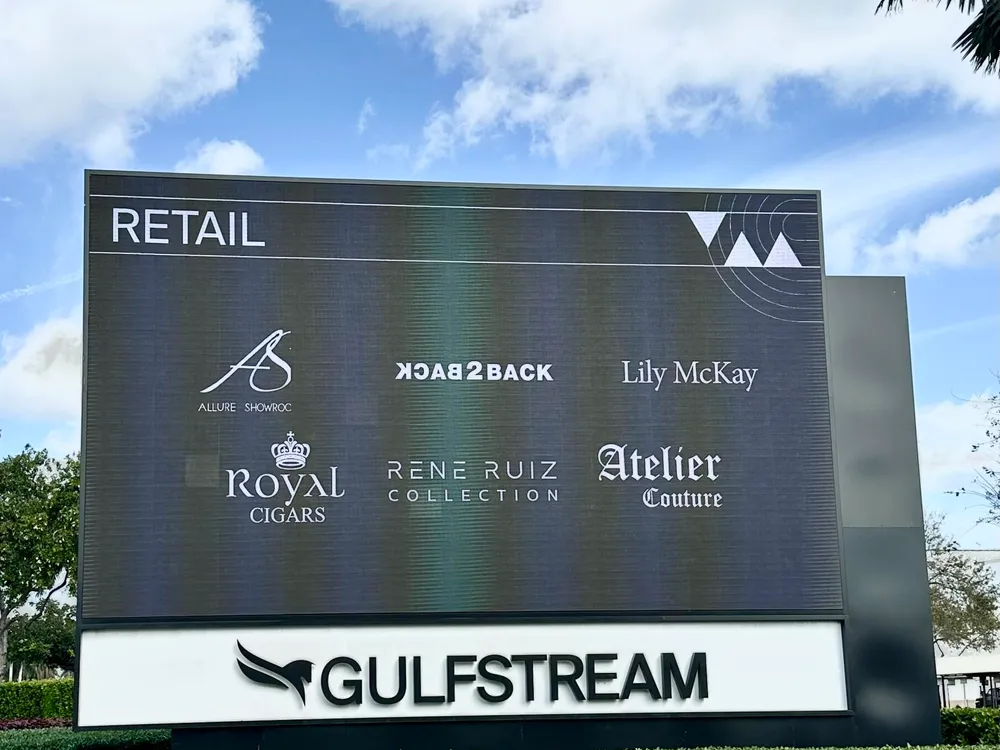 RETAIL
AS
ALLURE SHOWROC
BACK2BACK
Lily McKay
ROYAL
CIGARS
RENE RUIZ
COLLECTION
Atelier
Couture
GULFSTREAM